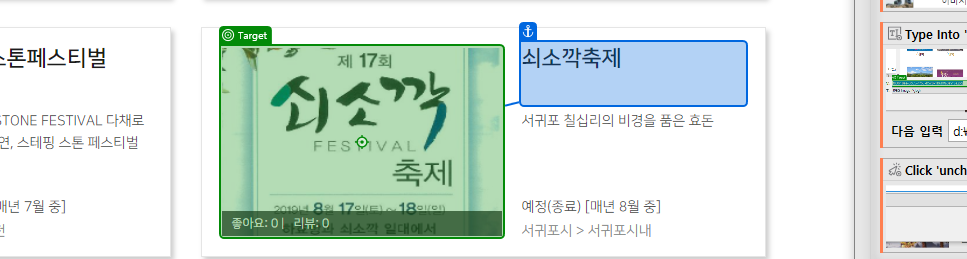 스톤페스티벌
GTONE FESTIVAL 다채로
연, 스테핑 스톤 페스티벌
매년 7월 중]
Target
제 17회
쇠소깍
FESTIVAL
축제
2019년 8월 17일(토) ~ 18일(일)
하효동의 쇠소깍 일대에서
좋아요: 0 | 리뷰: 0
쇠소깍축제
서귀포 칠십리의 비경을 품은 효돈
예정(종료) [매년 8월 중]
서귀포시 > 서귀포시내
Type Into '
다음 입력
d:\
Click 'unch